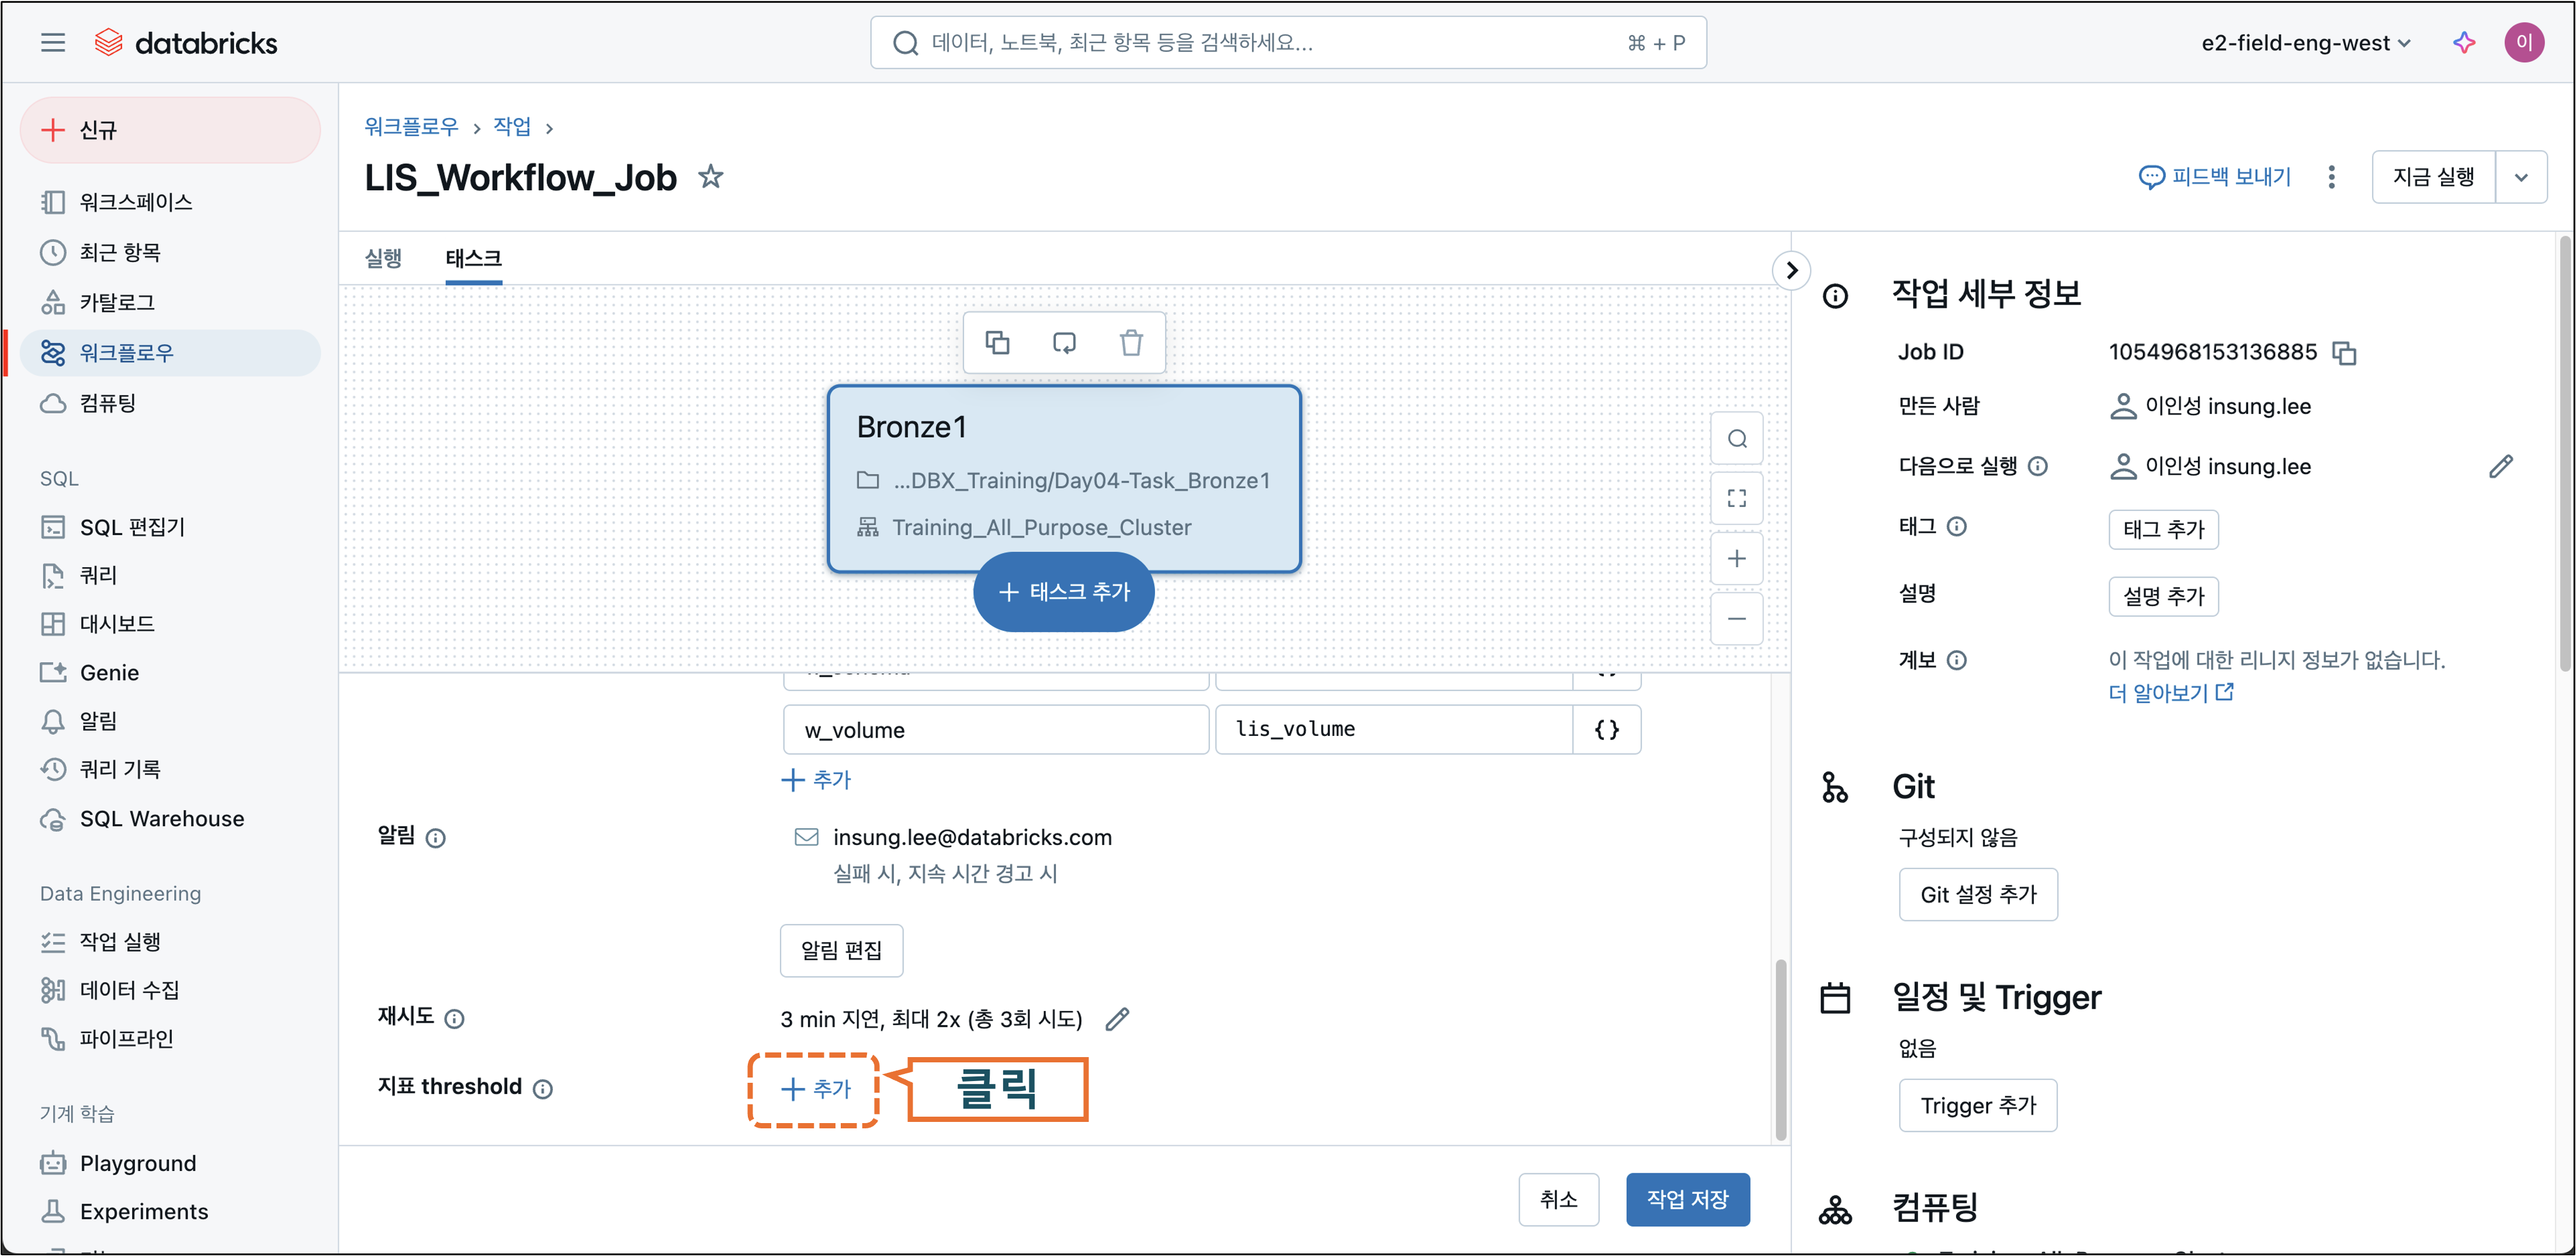 databricks
데이터, 노트북, 최근 항목 등을 검색하세요...
⌘ + P
e2-field-eng-west
이
신규
워크스페이스
최근 항목
카탈로그
워크플로우
컴퓨팅
SQL
SQL 편집기
쿼리
대시보드
Genie
알림
쿼리 기록
SQL Warehouse
Data Engineering
작업 실행
데이터 수집
파이프라인
기계 학습
Playground
Experiments
워크플로우 › 작업 ›
LIS_Workflow_Job
피드백 보내기
지금 실행
실행
태스크
Bronze1
...DBX_Training/Day04-Task_Bronze1
Training_All_Purpose_Cluster
+ 태스크 추가
w_volume
lis_volume
{}
+ 추가
알림
insung.lee@databricks.com
실패 시, 지속 시간 경고 시
알림 편집
재시도
3 min 지연, 최대 2x (총 3회 시도)
지표 threshold
+ 추가
클릭
취소
작업 저장
작업 세부 정보
Job ID
1054968153136885
만든 사람
이인성 insung.lee
다음으로 실행
이인성 insung.lee
태그
태그 추가
설명
설명 추가
계보
이 작업에 대한 리니지 정보가 없습니다.
더 알아보기
Git
구성되지 않음
Git 설정 추가
일정 및 Trigger
없음
Trigger 추가
컴퓨팅